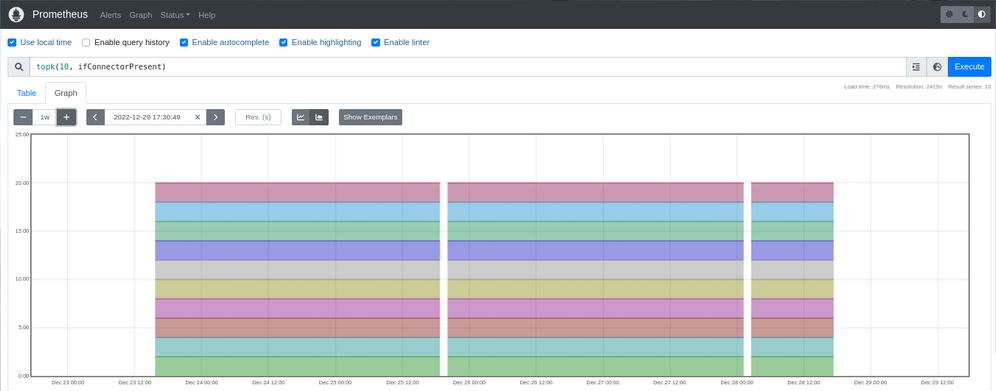 Prometheus Alerts Graph Status Help
Use local time Enable query history Enable autocomplete Enable highlighting Enable linter
topk(10, ifConnectorPresent) Execute
Table Graph Load time: 276ms Resolution: 2419s Result series: 10
− 1w + < 2022-12-29 17:30:49 × > Res. (s) Show Exemplars
25.00
20.00
15.00
10.00
5.00
0.00
Dec 23 00:00 Dec 23 12:00 Dec 24 00:00 Dec 24 12:00 Dec 25 00:00 Dec 25 12:00 Dec 26 00:00 Dec 26 12:00 Dec 27 00:00 Dec 27 12:00 Dec 28 00:00 Dec 28 12:00 Dec 29 00:00 Dec 29 12:00